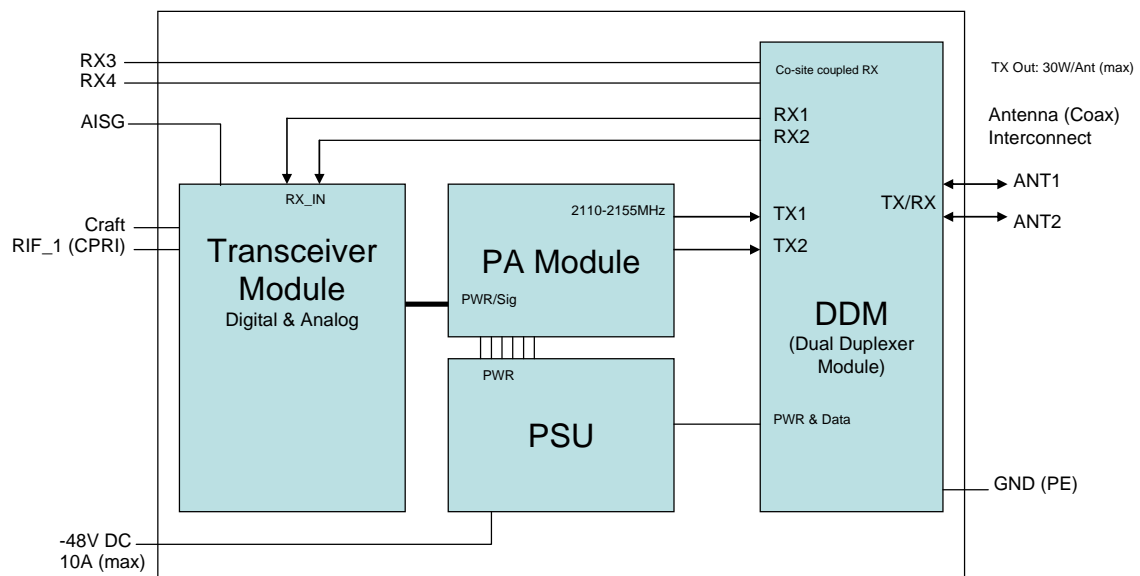 RX3
RX4
Co-site coupled RX
TX Out: 30W/Ant (max)
AISG
RX1
RX2
Antenna (Coax)
Interconnect
RX_IN
ANT1
TX/RX
ANT2
2110-2155MHz
TX1
TX2
Craft
RIF_1 (CPRI)
Transceiver
Module
Digital & Analog
PA Module
PWR/Sig
DDM
(Dual Duplexer
Module)
PWR
PSU
PWR & Data
GND (PE)
-48V DC
10A (max)